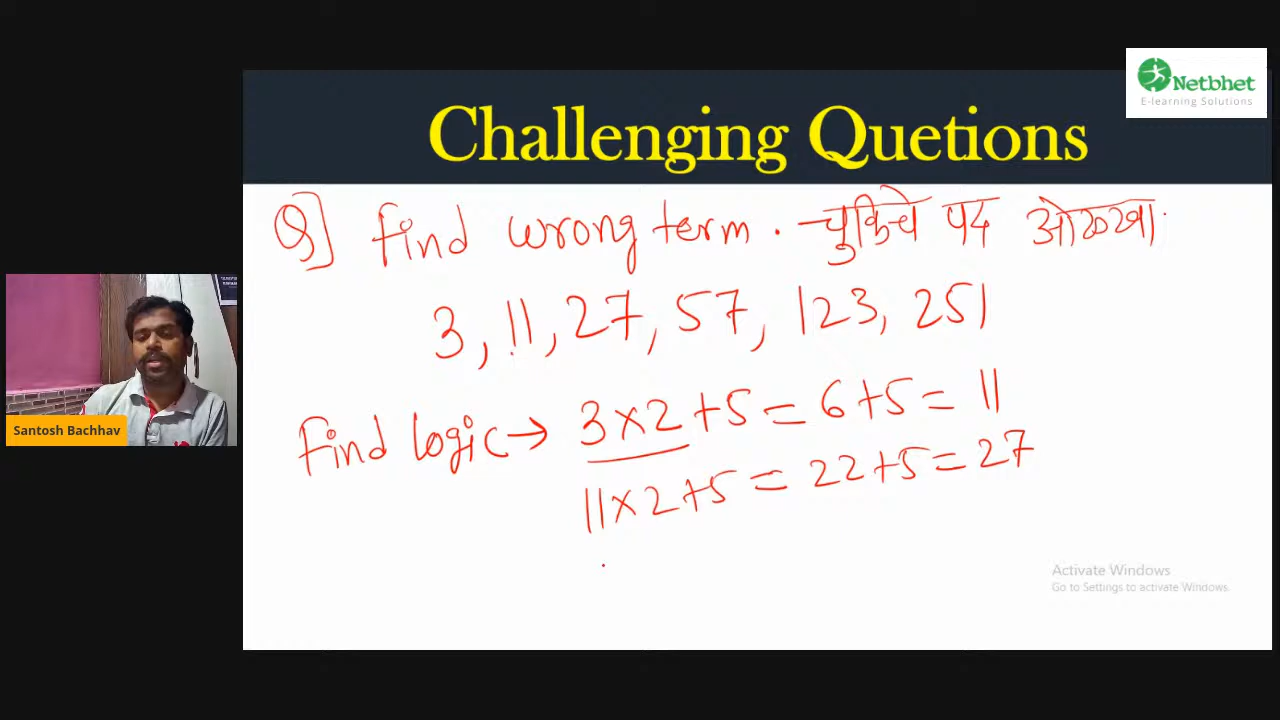 Netbhet
E-learning Solutions
Challenging Quetions
Q] Find wrong term. चुकिचे पद ओळखा.
3, 11, 27, 57, 123, 251
Find logic → 3×2+5=6+5=11
11×2+5=22+5=27
Santosh Bachhav
Activate Windows
Go to Settings to activate Windows.